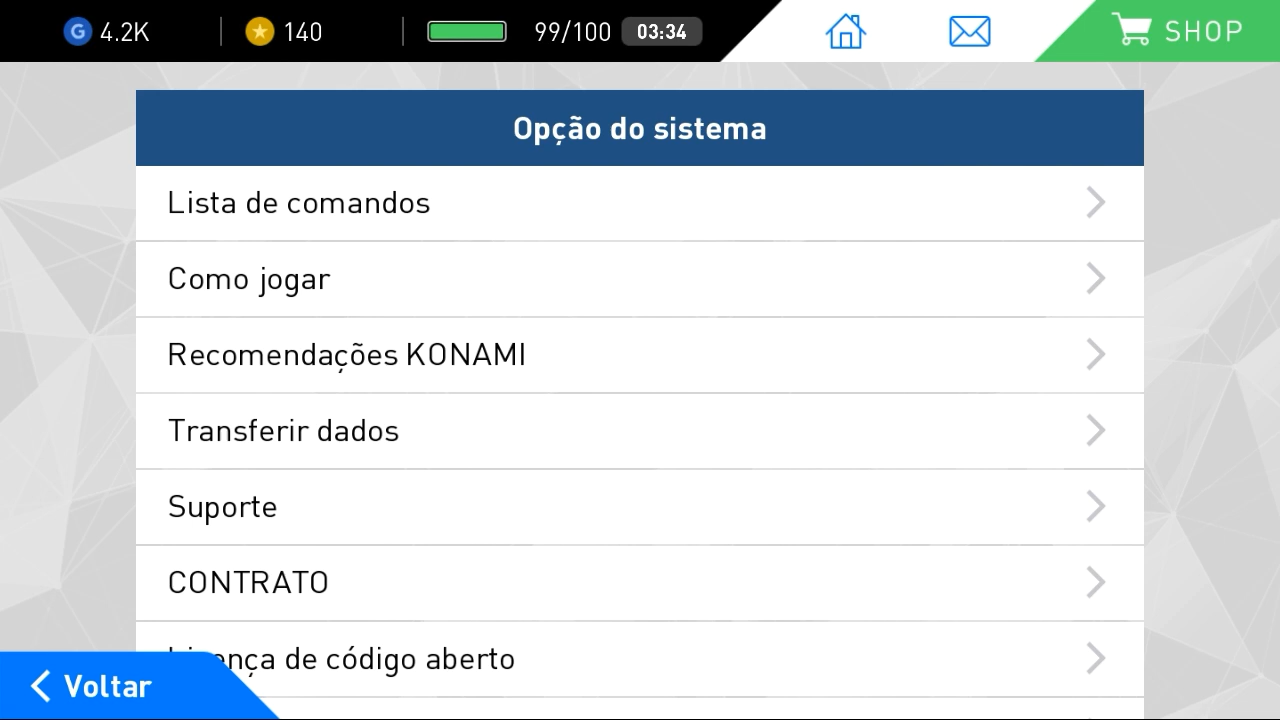 G 4.2K 140 99/100 03:34 SHOP
Opção do sistema
Lista de comandos
Como jogar
Recomendações KONAMI
Transferir dados
Suporte
CONTRATO
Licença de código aberto
Voltar